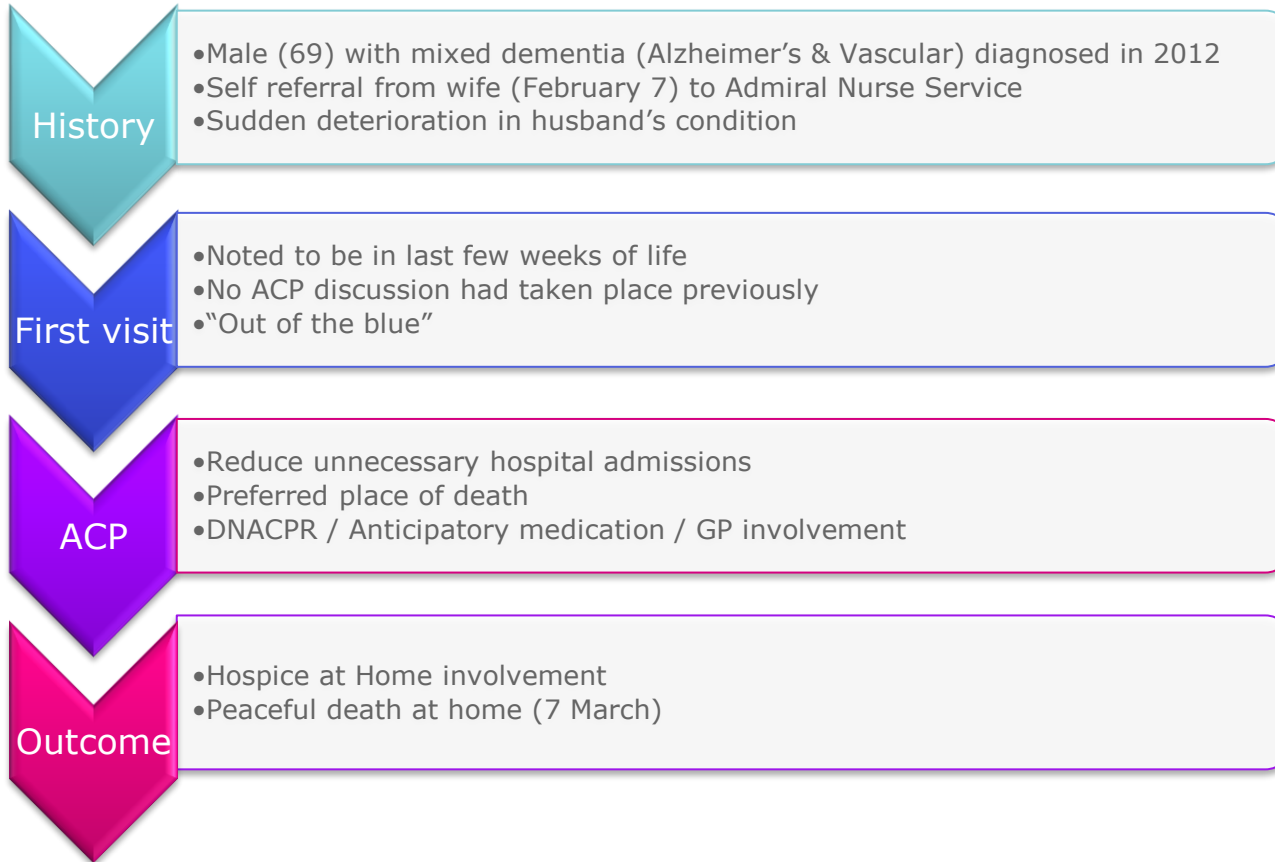 History
•Male (69) with mixed dementia (Alzheimer’s & Vascular) diagnosed in 2012
•Self referral from wife (February 7) to Admiral Nurse Service
•Sudden deterioration in husband’s condition
First visit
•Noted to be in last few weeks of life
•No ACP discussion had taken place previously
•“Out of the blue”
ACP
•Reduce unnecessary hospital admissions
•Preferred place of death
•DNACPR / Anticipatory medication / GP involvement
Outcome
•Hospice at Home involvement
•Peaceful death at home (7 March)